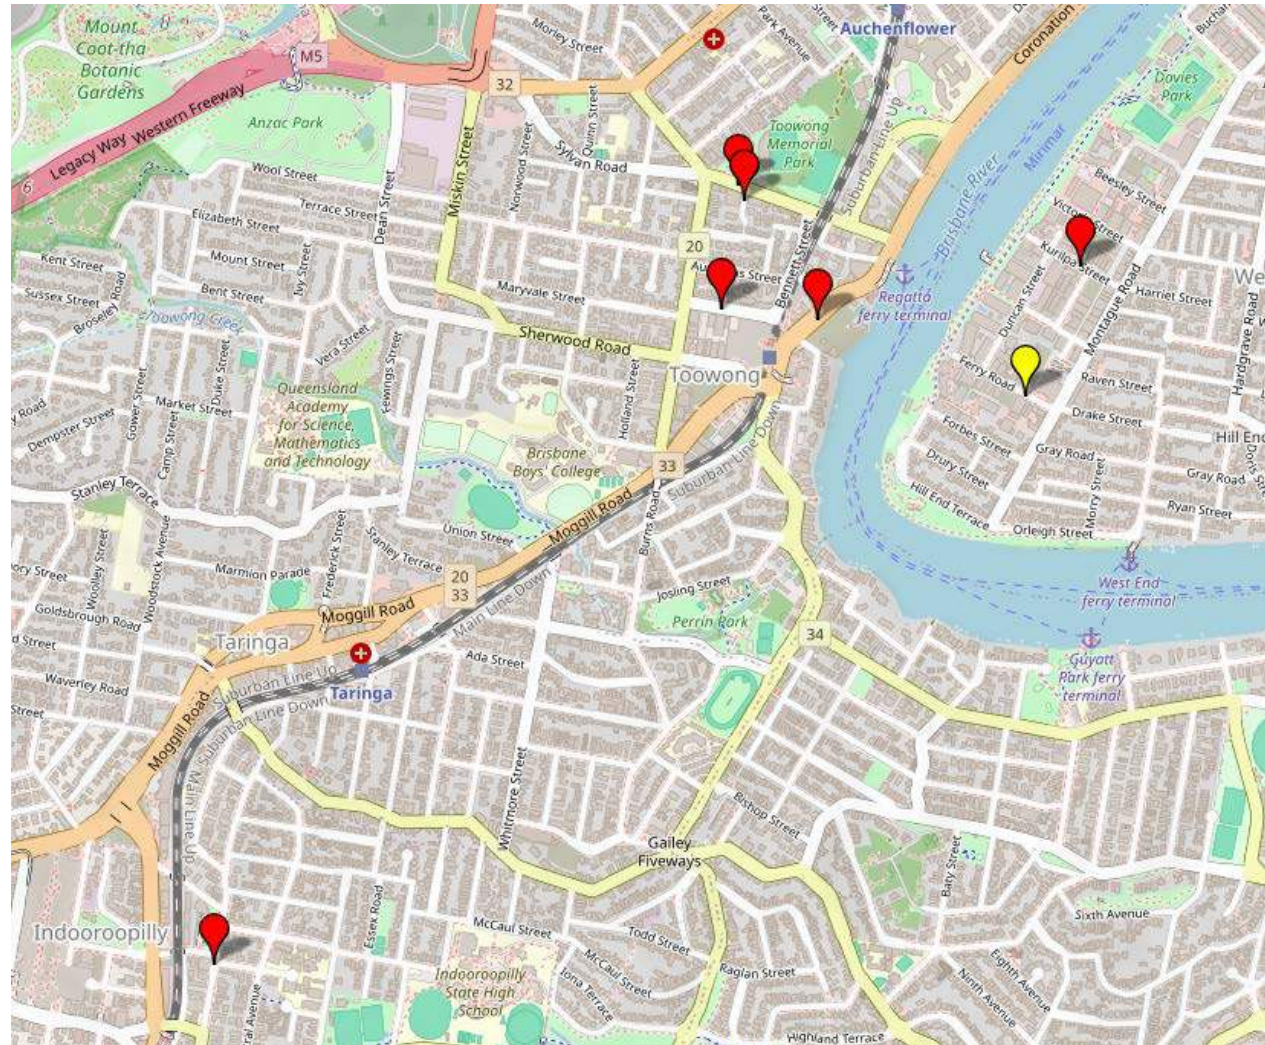 Mount
Coot-tha
Botanic
Gardens
M5
Legacy Way
Western Freeway
6
Anzac Park
32
Morley Street
Park Avenue
Street
Auchenflower
Coronation
Davies
Park
Miskin Street
Norwood Street
Quinn Street
Sylvan Road
Toowong
Memorial
Park
Suburban Line Up
Brisbane River
Mirimar
Beesley Street
Wool Street
Terrace Street
Dean Street
Elizabeth Street
Mount Street
Ivy Street
Kent Street
Bent Street
Sussex Street
Broseley Road
Toowong Creek
Vera Street
Maryvale Street
20
Bennett Street
Regatta
ferry terminal
Kurilpa Street
Harriet Street
Duncan Street
Montague Road
Hardgrave Road
We
Sherwood Road
Toowong
Ferry Road
Raven Street
Drake Street
Forbes Street
Gray Road
Hill End
Drury Street
Morry Street
Gray Road
Ryan Street
Hill End Terrace
Orleigh Street
Duke Street
Gower Street
Market Street
Camp Street
Fewings Street
Dempster Street
Queensland
Academy
for Science,
Mathematics
and Technology
Holland Street
Brisbane
Boys' College
33
Suburban Line Down
Stanley Terrace
Moggill Road
Burns Road
Union Street
Stanley Terrace
Frederick Street
Woolley Street
Woodstock Avenue
Marmion Parade
20
33
Main Line Down
Josling Street
Perrin Park
West End
ferry terminal
Guyatt
Park ferry
terminal
34
Goldsbrough Road
Moggill Road
Taringa
Waverley Road
Street
Suburban Line Up
Suburban Line Down
Taringa
Ada Street
Moggill Road
Main Line Up
Whitmore Street
Bishop Street
Gailey
Fiveways
Baty Street
Sixth Avenue
Eighth Avenue
Ninth Avenue
Indooroopilly
Essex Road
McCaul Street
Todd Street
McCaul Street
Raglan Street
Iona Terrace
Indooroopilly
State High
School
Highland Terrace